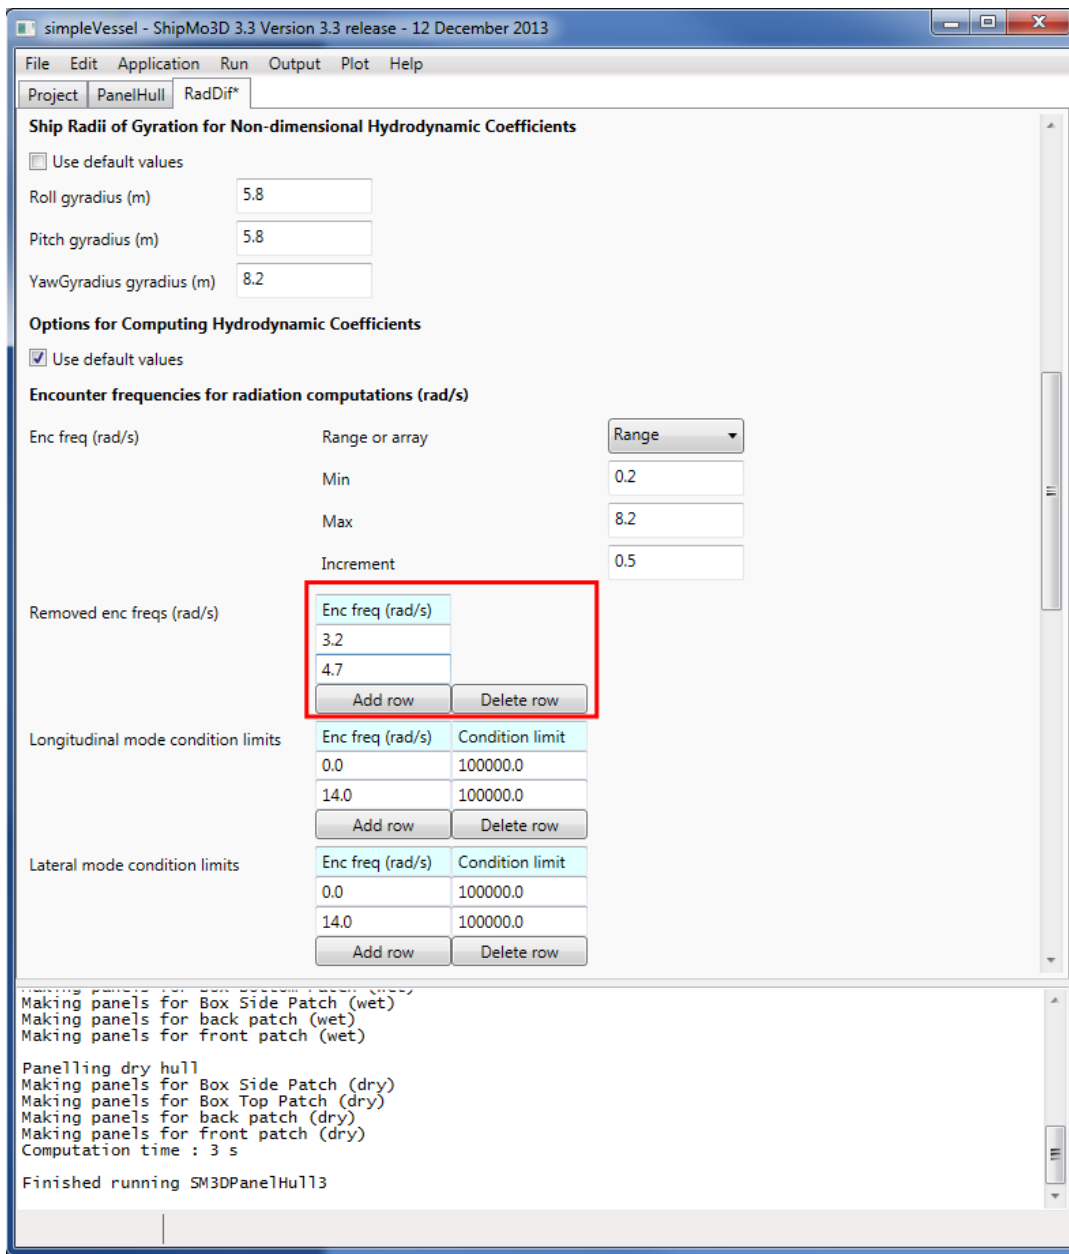 simpleVessel - ShipMo3D 3.3 Version 3.3 release - 12 December 2013
File Edit Application Run Output Plot Help
Project PanelHull RadDif*
Ship Radii of Gyration for Non-dimensional Hydrodynamic Coefficients
Use default values
Roll gyradius (m) 5.8
Pitch gyradius (m) 5.8
YawGyradius gyradius (m) 8.2
Options for Computing Hydrodynamic Coefficients
Use default values
Encounter frequencies for radiation computations (rad/s)
Enc freq (rad/s) Range or array Range
Min 0.2
Max 8.2
Increment 0.5
Removed enc freqs (rad/s) Enc freq (rad/s)
3.2
4.7
Add row Delete row
Longitudinal mode condition limits Enc freq (rad/s) Condition limit
0.0 100000.0
14.0 100000.0
Add row Delete row
Lateral mode condition limits Enc freq (rad/s) Condition limit
0.0 100000.0
14.0 100000.0
Add row Delete row
Making panels for Box Bottom Patch (wet)
Making panels for Box Side Patch (wet)
Making panels for back patch (wet)
Making panels for front patch (wet)
Panelling dry hull
Making panels for Box Side Patch (dry)
Making panels for Box Top Patch (dry)
Making panels for back patch (dry)
Making panels for front patch (dry)
Computation time : 3 s
Finished running SM3DPanelHull3